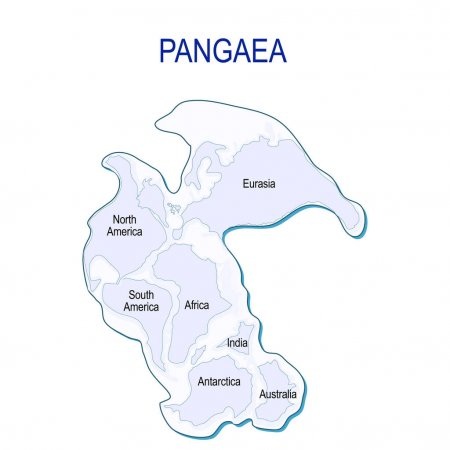 PANGAEA
Eurasia
North
America
South
America
Africa
India
Antarctica
Australia